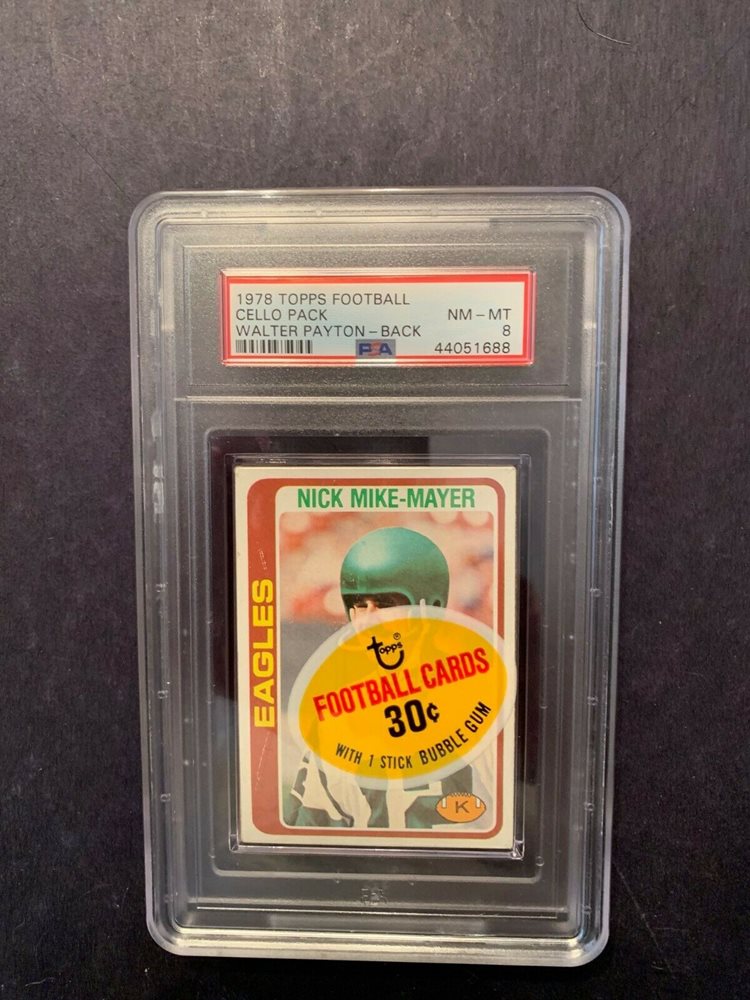 1978 TOPPS FOOTBALL
CELLO PACK NM-MT
WALTER PAYTON-BACK 8
PSA 44051688
NICK MIKE-MAYER
EAGLES
topps®
FOOTBALL CARDS
30¢
WITH 1 STICK BUBBLE GUM
K